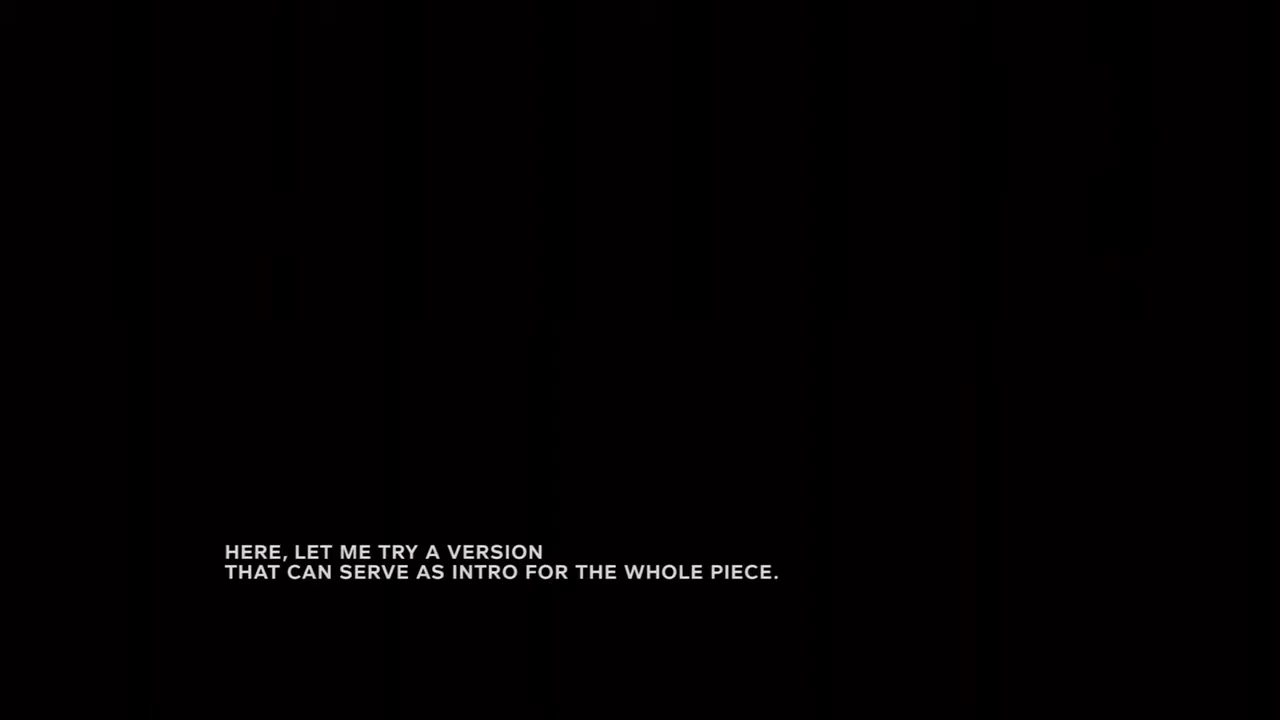 HERE, LET ME TRY A VERSION
THAT CAN SERVE AS INTRO FOR THE WHOLE PIECE.